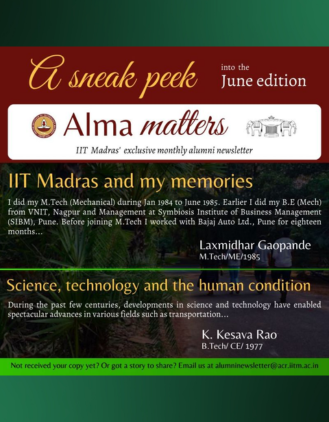 A sneak peek
into the
June edition
Alma matters
IIT Madras' exclusive monthly alumni newsletter
IIT Madras and my memories
I did my M.Tech (Mechanical) during Jan 1984 to June 1985. Earlier I did my B.E (Mech)
from VNIT, Nagpur and Management at Symbiosis Institute of Business Management
(SIBM), Pune. Before joining M.Tech I worked with Bajaj Auto Ltd., Pune for eighteen
months...
Laxmidhar Gaopande
M.Tech/ME/1985
Science, technology and the human condition
During the past few centuries, developments in science and technology have enabled
spectacular advances in various fields such as transportation...
K. Kesava Rao
B.Tech/ CE/ 1977
Not received your copy yet? Or got a story to share? Email us at alumninewsletter@acr.iitm.ac.in